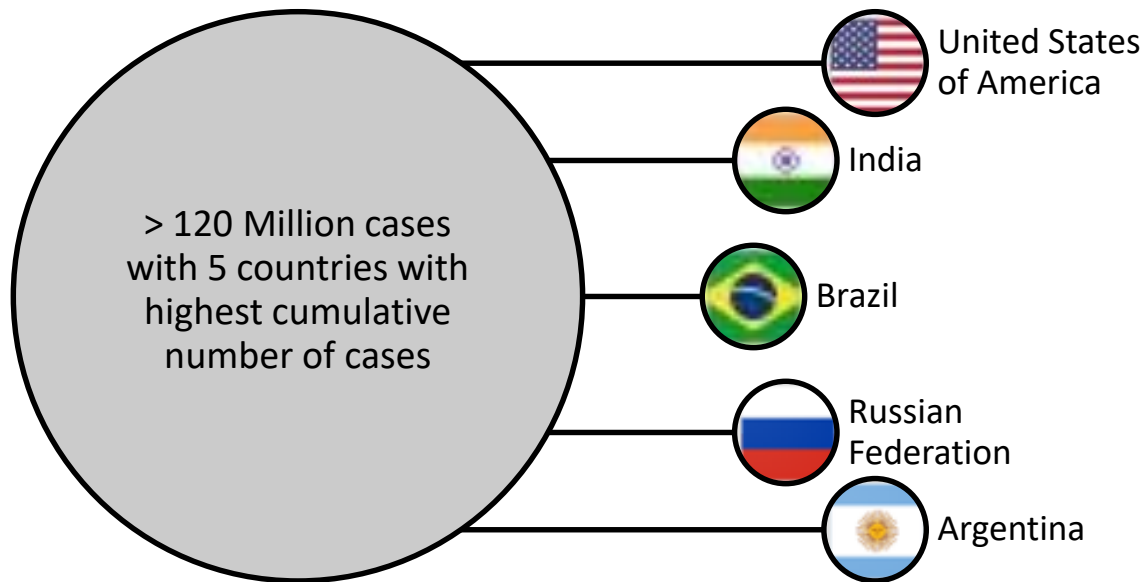 > 120 Million cases
with 5 countries with
highest cumulative
number of cases
United States
of America
India
Brazil
Russian
Federation
Argentina